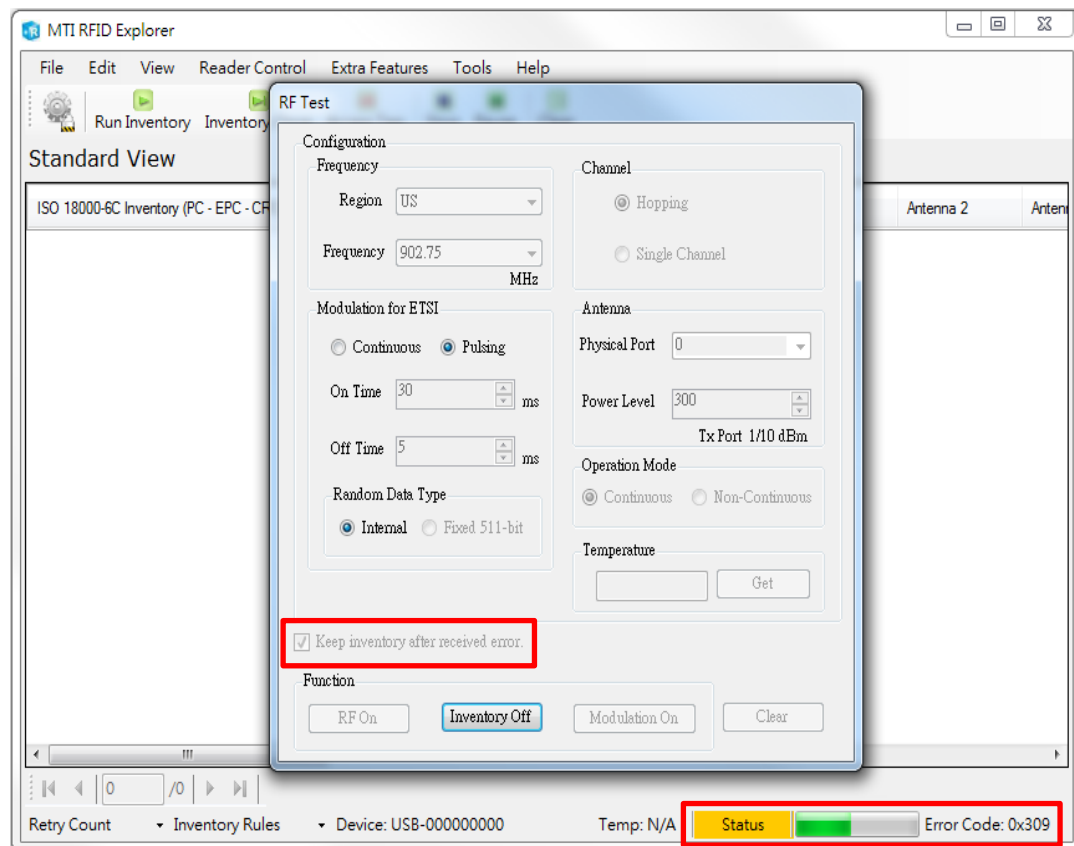 MTI RFID Explorer
File Edit View Reader Control Extra Features Tools Help
Run Inventory Inventory
RF Test
Standard View
ISO 18000-6C Inventory (PC - EPC - CR
Antenna 2 Antenn
Configuration
Frequency
Region US
Frequency 902.75
MHz
Channel
Hopping
Single Channel
Modulation for ETSI
Continuous Pulsing
On Time 30 ms
Off Time 5 ms
Random Data Type
Internal Fixed 511-bit
Antenna
Physical Port 0
Power Level 300
Tx Port 1/10 dBm
Operation Mode
Continuous Non-Continuous
Temperature
Get
Keep inventory after received error.
Function
RF On Inventory Off Modulation On Clear
0 /0
Retry Count Inventory Rules Device: USB-000000000 Temp: N/A Status Error Code: 0x309